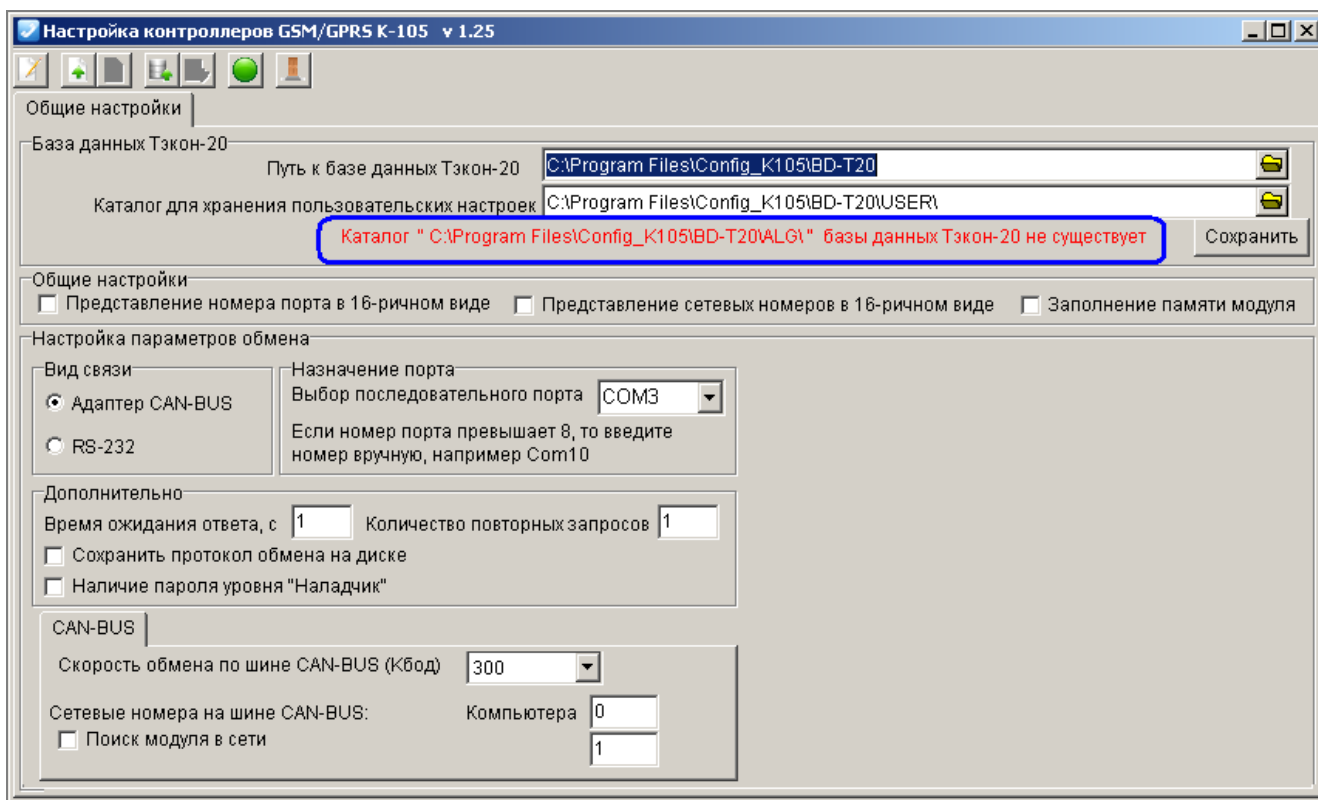 Настройка контроллеров GSM/GPRS K-105 v 1.25
Общие настройки
База данных Тэкон-20
Путь к базе данных Тэкон-20 C:\Program Files\Config_K105\BD-T20
Каталог для хранения пользовательских настроек C:\Program Files\Config_K105\BD-T20\USER\
Каталог " C:\Program Files\Config_K105\BD-T20\ALG\ " базы данных Тэкон-20 не существует Сохранить
Общие настройки
Представление номера порта в 16-ричном виде Представление сетевых номеров в 16-ричном виде Заполнение памяти модуля
Настройка параметров обмена
Вид связи
Адаптер CAN-BUS
RS-232
Назначение порта
Выбор последовательного порта COM3
Если номер порта превышает 8, то введите
номер вручную, например Com10
Дополнительно
Время ожидания ответа, с 1 Количество повторных запросов 1
Сохранить протокол обмена на диске
Наличие пароля уровня "Наладчик"
CAN-BUS
Скорость обмена по шине CAN-BUS (Кбод) 300
Сетевые номера на шине CAN-BUS: Компьютера 0
Поиск модуля в сети 1